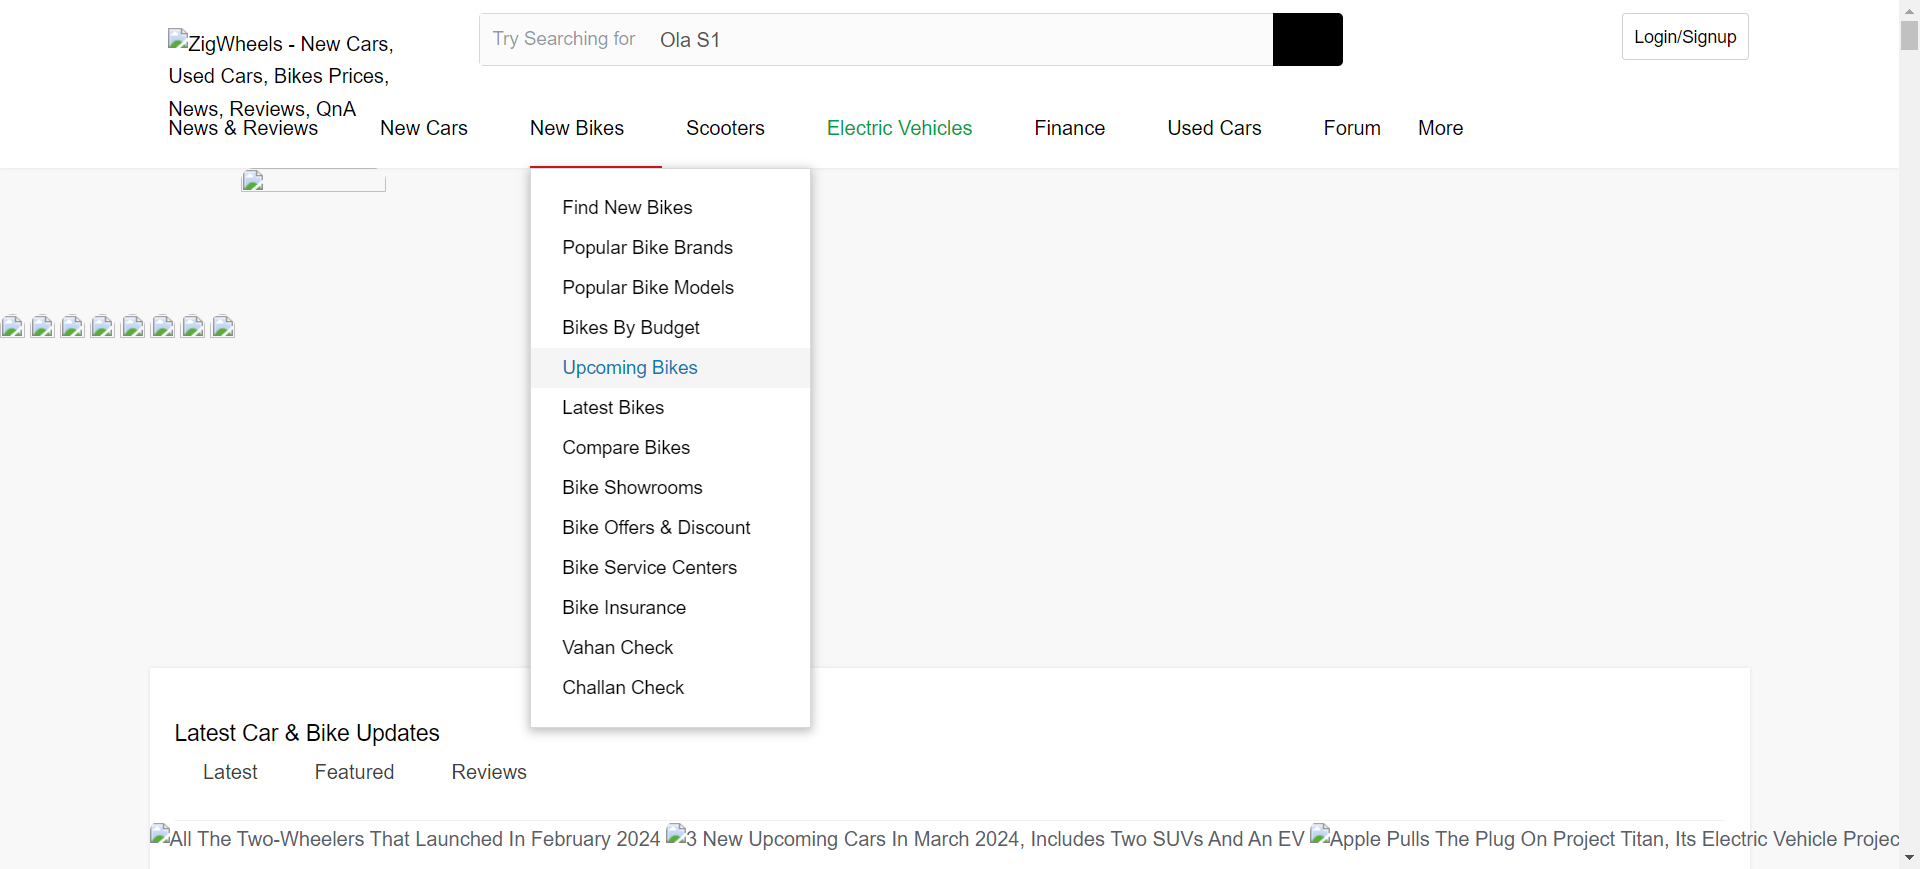 ZigWheels - New Cars,
Used Cars, Bikes Prices,
News, Reviews, QnA
Try Searching for Ola S1
Login/Signup
News & Reviews New Cars New Bikes Scooters Electric Vehicles Finance Used Cars Forum More
Find New Bikes
Popular Bike Brands
Popular Bike Models
Bikes By Budget
Upcoming Bikes
Latest Bikes
Compare Bikes
Bike Showrooms
Bike Offers & Discount
Bike Service Centers
Bike Insurance
Vahan Check
Challan Check
Latest Car & Bike Updates
Latest Featured Reviews
All The Two-Wheelers That Launched In February 2024 3 New Upcoming Cars In March 2024, Includes Two SUVs And An EV Apple Pulls The Plug On Project Titan, Its Electric Vehicle Projec